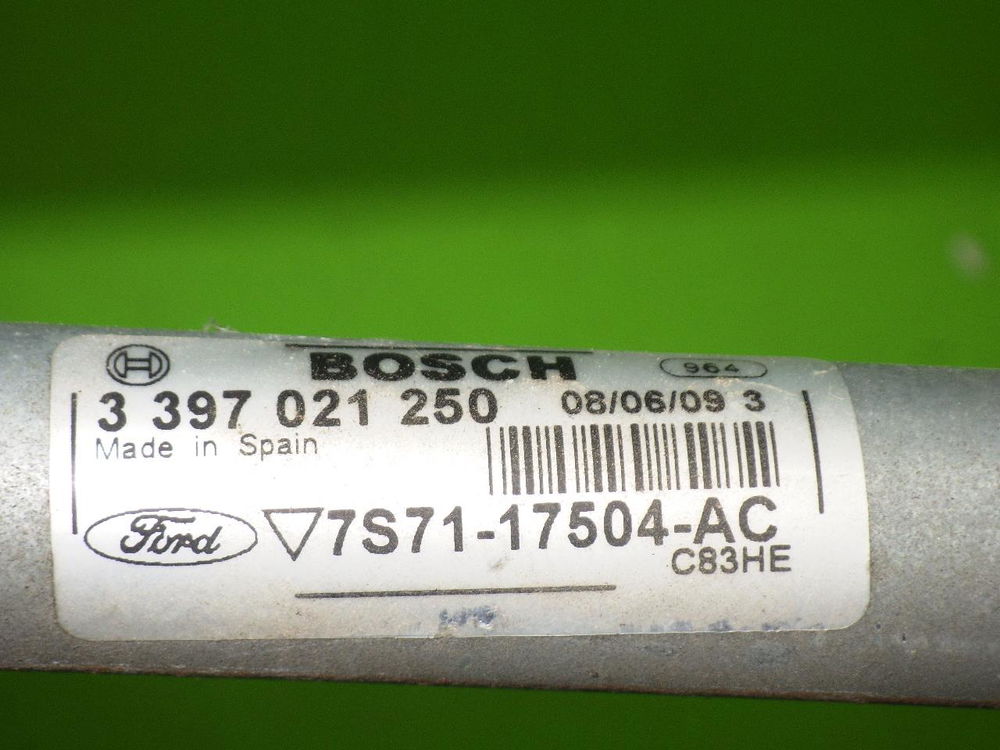 BOSCH 964
3 397 021 250 08/06/09 3
Made in Spain
Ford 7S71-17504-AC
C83HE